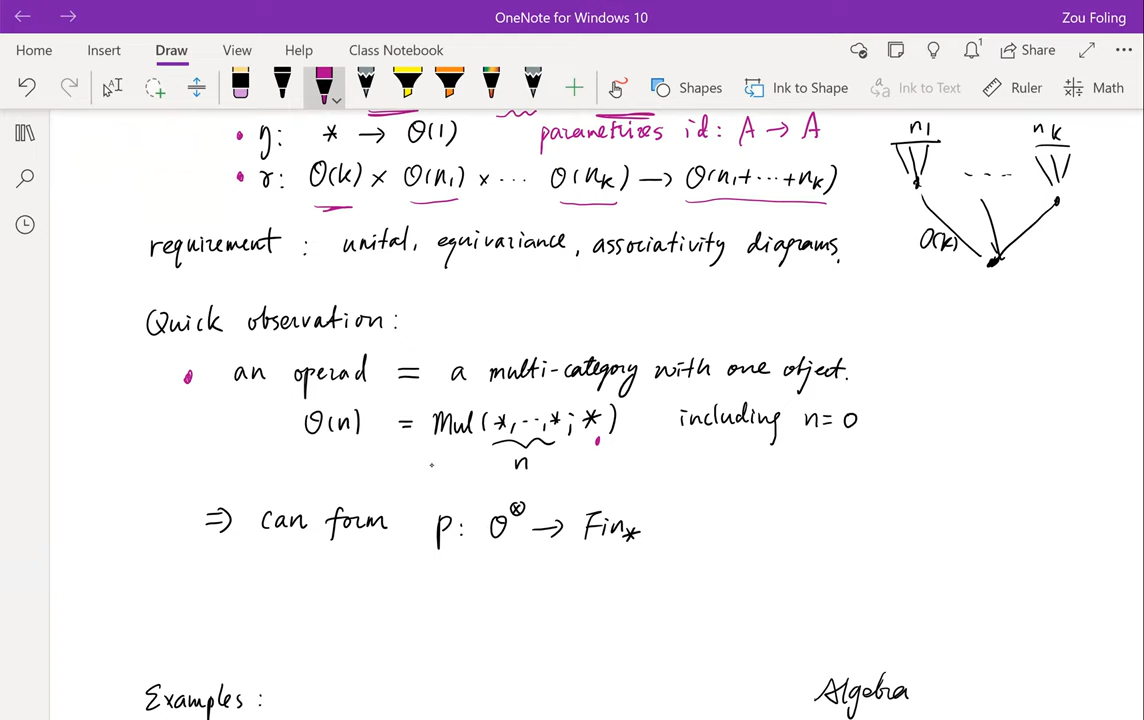 OneNote for Windows 10
Zou Foling
Home Insert Draw View Help Class Notebook
1 Share
Shapes Ink to Shape Ink to Text Ruler Math
• η: * → O(1) parametrizes id: A → A
• γ: O(k) × O(n₁) × ⋯ O(nₖ) → O(n₁+⋯+nₖ)
n₁ nₖ
- - - -
O(k)
requirement : unital, equivariance, associativity diagrams.
Quick observation:
• an operad = a multi-category with one object.
O(n) = Mul(*,⋯,*; *) including n=0
n
⇒ can form p: O^⊗ → Fin*
Examples:
Algebra